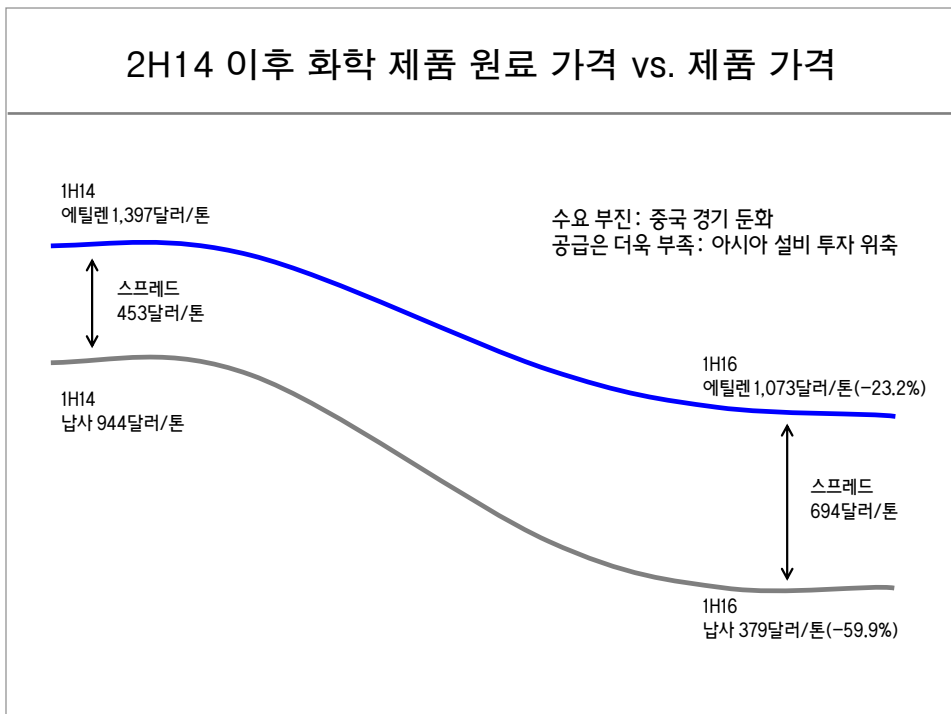 2H14 이후 화학 제품 원료 가격 vs. 제품 가격
1H14
에틸렌 1,397달러/톤
수요 부진: 중국 경기 둔화
공급은 더욱 부족: 아시아 설비 투자 위축
스프레드
453달러/톤
1H14
납사 944달러/톤
1H16
에틸렌 1,073달러/톤(-23.2%)
스프레드
694달러/톤
1H16
납사 379달러/톤(-59.9%)